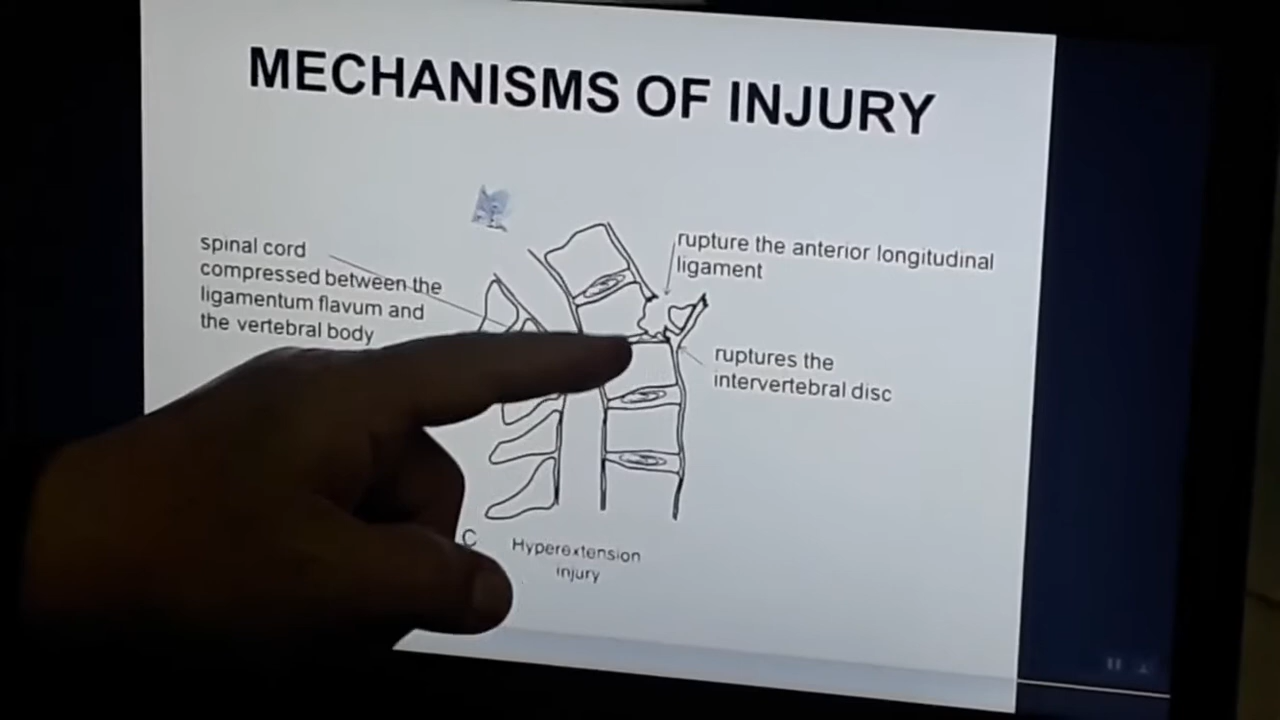 MECHANISMS OF INJURY
spinal cord
compressed between the
ligamentum flavum and
the vertebral body
rupture the anterior longitudinal
ligament
ruptures the
intervertebral disc
C
Hyperextension
injury